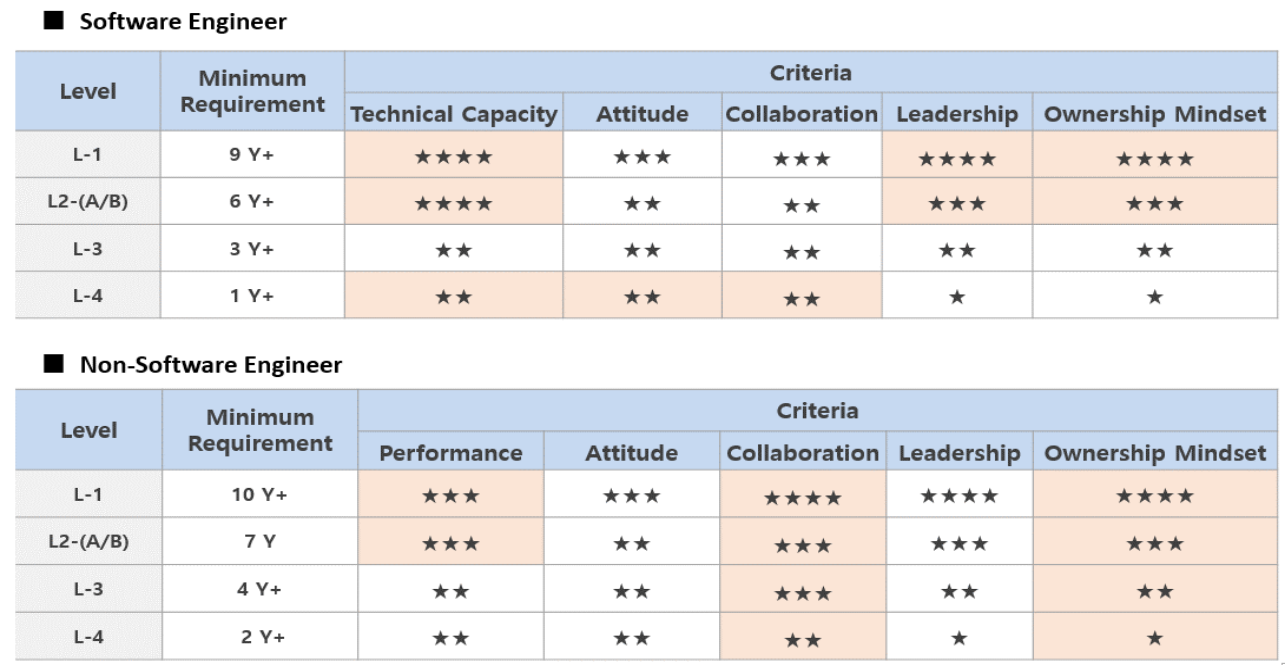 ■ Software Engineer
Level Minimum Requirement Criteria
Technical Capacity Attitude Collaboration Leadership Ownership Mindset
L-1 9 Y+ ★★★★ ★★★ ★★★ ★★★★ ★★★★
L2-(A/B) 6 Y+ ★★★★ ★★ ★★ ★★★ ★★★
L-3 3 Y+ ★★ ★★ ★★ ★★ ★★
L-4 1 Y+ ★★ ★★ ★★ ★ ★
■ Non-Software Engineer
Level Minimum Requirement Criteria
Performance Attitude Collaboration Leadership Ownership Mindset
L-1 10 Y+ ★★★ ★★★ ★★★★ ★★★★ ★★★★
L2-(A/B) 7 Y ★★★ ★★ ★★★ ★★★ ★★★
L-3 4 Y+ ★★ ★★ ★★★ ★★ ★★
L-4 2 Y+ ★★ ★★ ★★ ★ ★